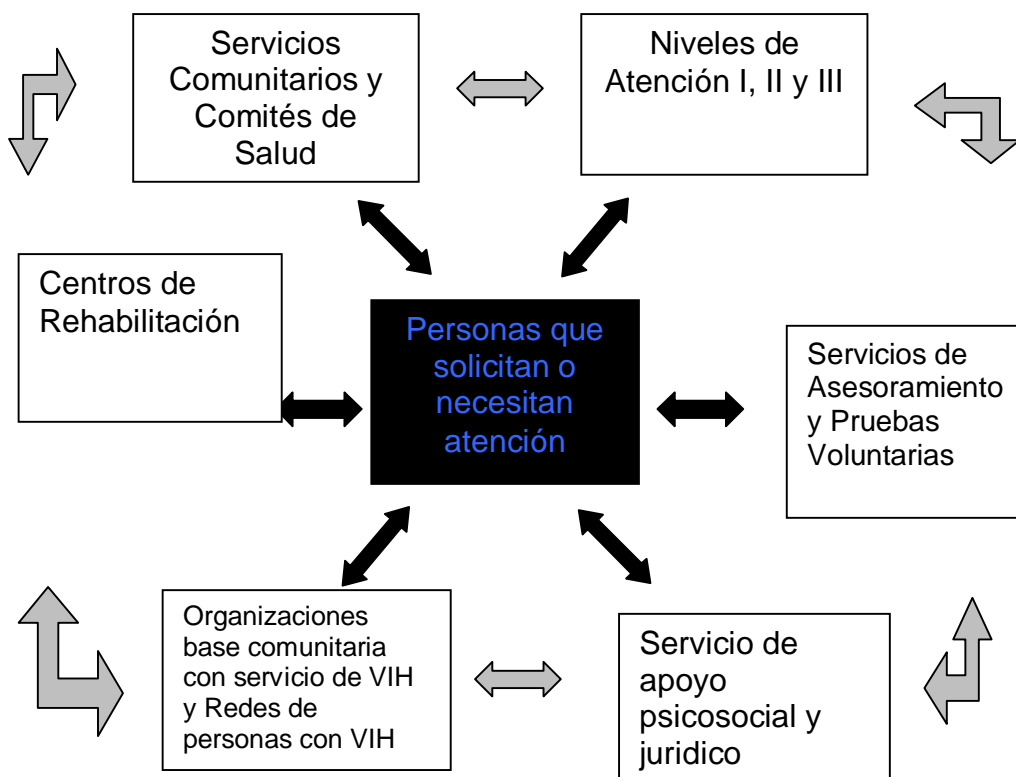 Servicios
Comunitarios y
Comités de
Salud
Niveles de
Atención I, II y III
Centros de
Rehabilitación
Personas que
solicitan o
necesitan
atención
Servicios de
Asesoramiento
y Pruebas
Voluntarias
Organizaciones
base comunitaria
con servicio de VIH
y Redes de
personas con VIH
Servicio de
apoyo
psicosocial y
juridico